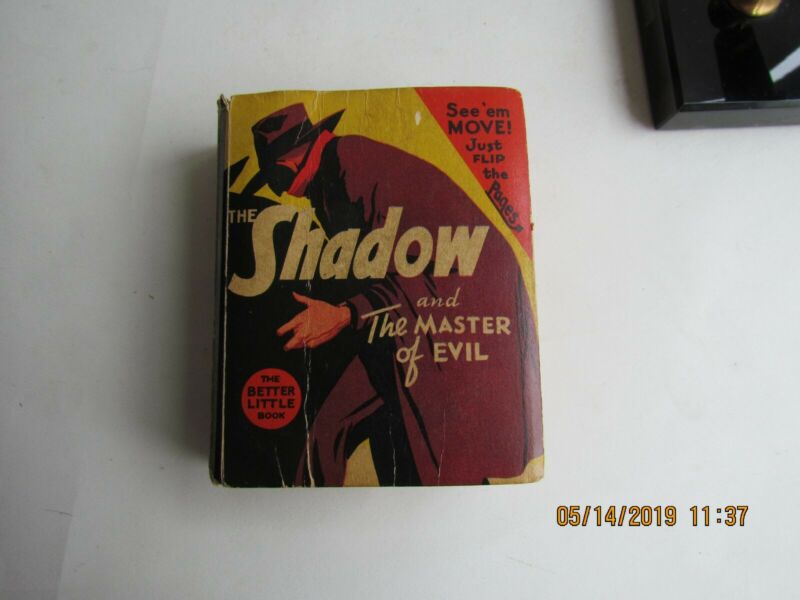 See 'em
MOVE!
Just
FLIP
the
Pages
THE
Shadow
and
The MASTER
of EVIL
THE
BETTER
LITTLE
BOOK
05/14/2019 11:37